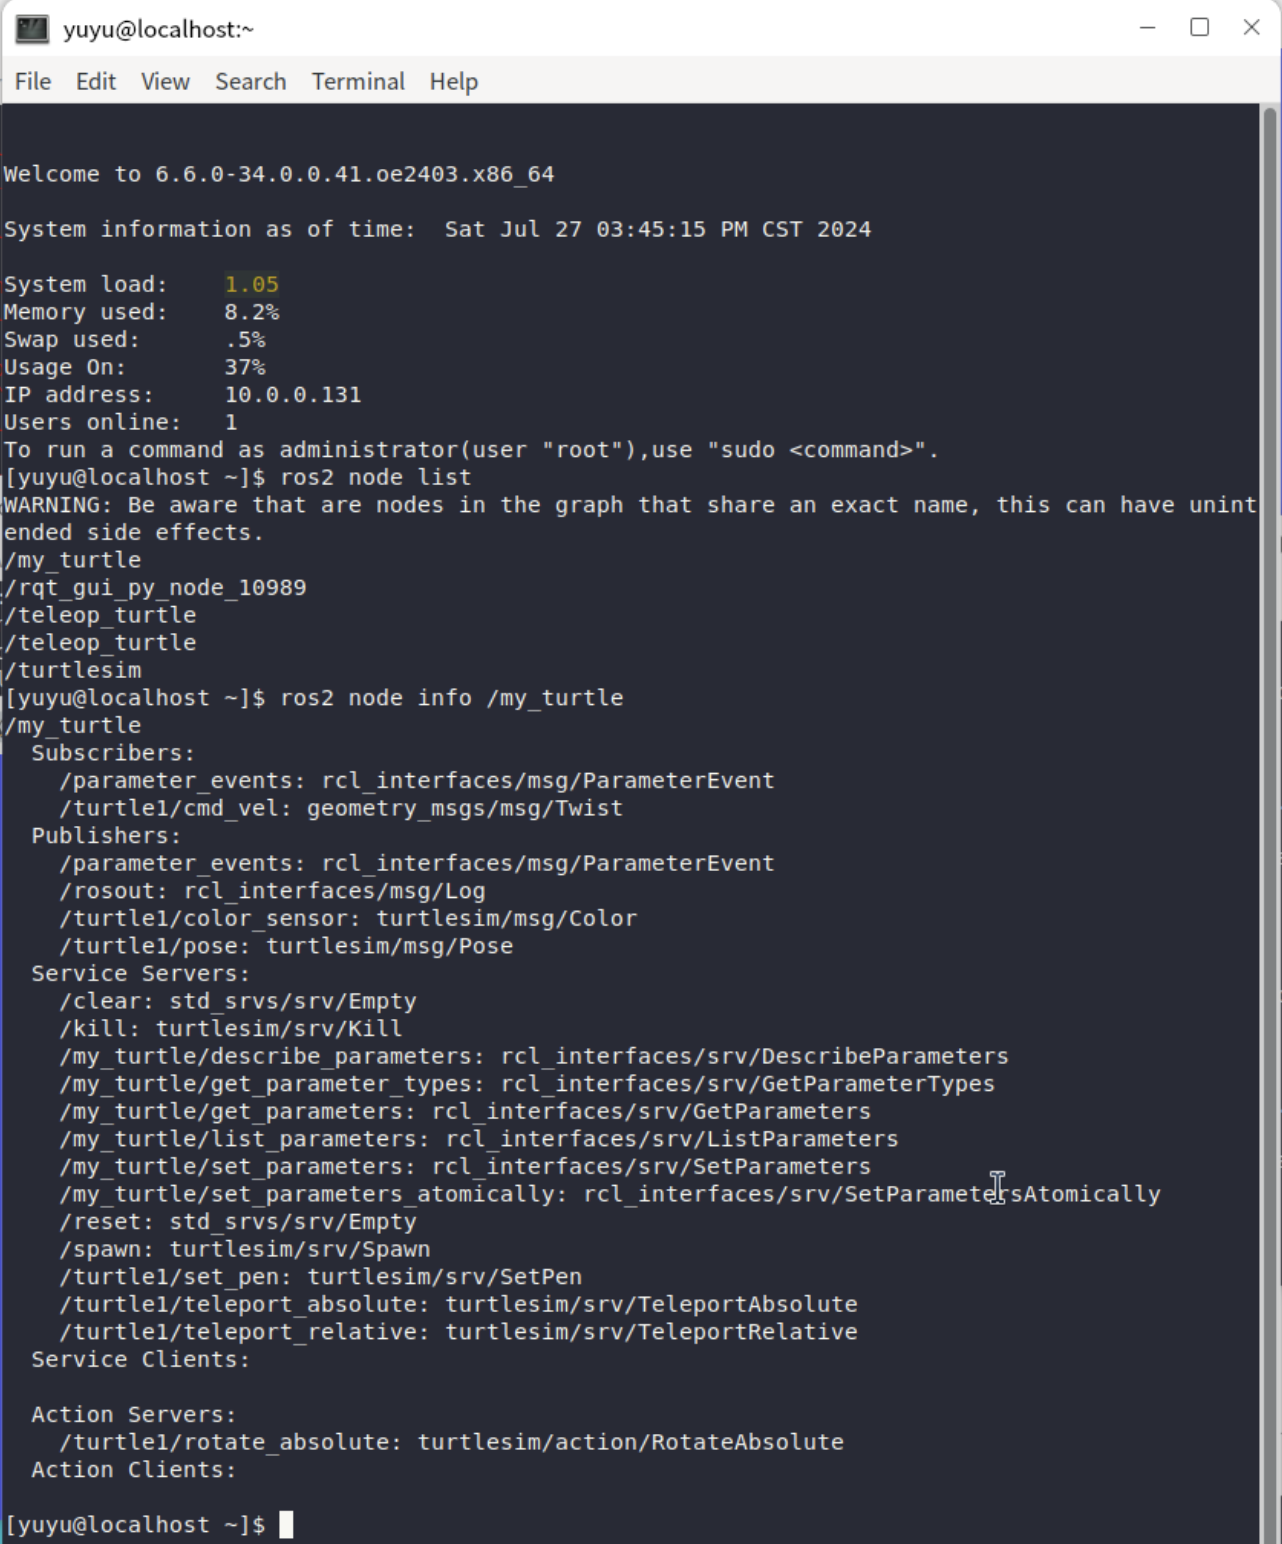 yuyu@localhost:~
File Edit View Search Terminal Help
Welcome to 6.6.0-34.0.0.41.oe2403.x86_64
System information as of time:  Sat Jul 27 03:45:15 PM CST 2024
System load:    1.05
Memory used:    8.2%
Swap used:      .5%
Usage On:       37%
IP address:     10.0.0.131
Users online:   1
To run a command as administrator(user "root"),use "sudo <command>".
[yuyu@localhost ~]$ ros2 node list
WARNING: Be aware that are nodes in the graph that share an exact name, this can have unint
ended side effects.
/my_turtle
/rqt_gui_py_node_10989
/teleop_turtle
/teleop_turtle
/turtlesim
[yuyu@localhost ~]$ ros2 node info /my_turtle
/my_turtle
  Subscribers:
    /parameter_events: rcl_interfaces/msg/ParameterEvent
    /turtle1/cmd_vel: geometry_msgs/msg/Twist
  Publishers:
    /parameter_events: rcl_interfaces/msg/ParameterEvent
    /rosout: rcl_interfaces/msg/Log
    /turtle1/color_sensor: turtlesim/msg/Color
    /turtle1/pose: turtlesim/msg/Pose
  Service Servers:
    /clear: std_srvs/srv/Empty
    /kill: turtlesim/srv/Kill
    /my_turtle/describe_parameters: rcl_interfaces/srv/DescribeParameters
    /my_turtle/get_parameter_types: rcl_interfaces/srv/GetParameterTypes
    /my_turtle/get_parameters: rcl_interfaces/srv/GetParameters
    /my_turtle/list_parameters: rcl_interfaces/srv/ListParameters
    /my_turtle/set_parameters: rcl_interfaces/srv/SetParameters
    /my_turtle/set_parameters_atomically: rcl_interfaces/srv/SetParametersAtomically
    /reset: std_srvs/srv/Empty
    /spawn: turtlesim/srv/Spawn
    /turtle1/set_pen: turtlesim/srv/SetPen
    /turtle1/teleport_absolute: turtlesim/srv/TeleportAbsolute
    /turtle1/teleport_relative: turtlesim/srv/TeleportRelative
  Service Clients:
  Action Servers:
    /turtle1/rotate_absolute: turtlesim/action/RotateAbsolute
  Action Clients:
[yuyu@localhost ~]$